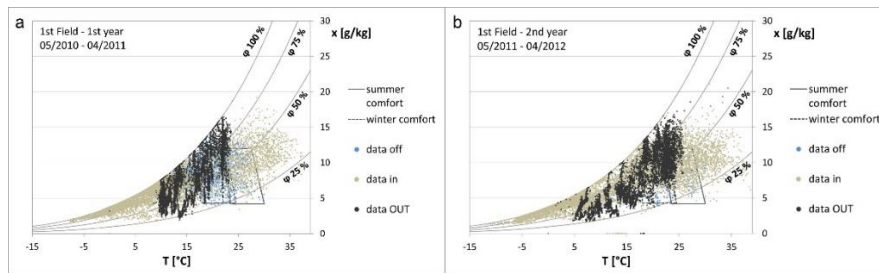 a
1st Field - 1st year
05/2010 - 04/2011
φ 100 %
φ 75 %
φ 50 %
φ 25 %
30
25
20
15
10
5
0
x [g/kg]
summer
comfort
winter comfort
data off
data in
data OUT
-15
-5
5
15
25
35
T [°C]
b
1st Field - 2nd year
05/2011 - 04/2012
φ 100 %
φ 75 %
φ 50 %
φ 25 %
30
25
20
15
10
5
0
x [g/kg]
summer
comfort
winter comfort
data off
data in
data OUT
-15
-5
5
15
25
35
T [°C]